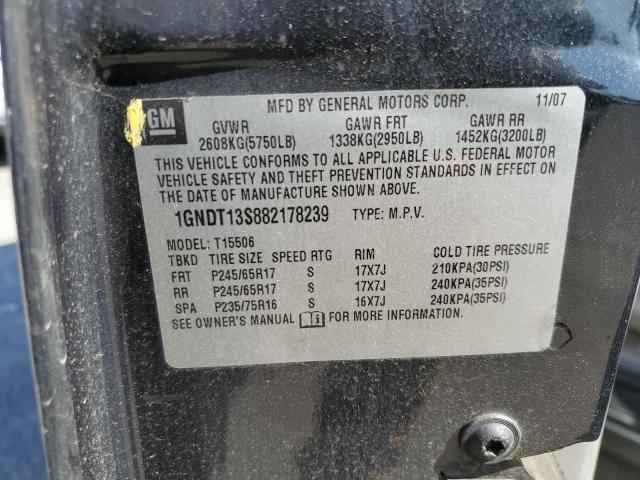 MFD BY GENERAL MOTORS CORP. 11/07
GM
GVWR GAWR FRT GAWR RR
2608KG(5750LB) 1338KG(2950LB) 1452KG(3200LB)
THIS VEHICLE CONFORMS TO ALL APPLICABLE U.S. FEDERAL MOTOR
VEHICLE SAFETY AND THEFT PREVENTION STANDARDS IN EFFECT ON
THE DATE OF MANUFACTURE SHOWN ABOVE.
1GNDT13S882178239 TYPE: M.P.V.
MODEL: T15506
TBKD TIRE SIZE SPEED RTG RIM COLD TIRE PRESSURE
FRT P245/65R17 S 17X7J 210KPA(30PSI)
RR P245/65R17 S 17X7J 240KPA(35PSI)
SPA P235/75R16 S 16X7J 240KPA(35PSI)
SEE OWNER'S MANUAL FOR MORE INFORMATION.